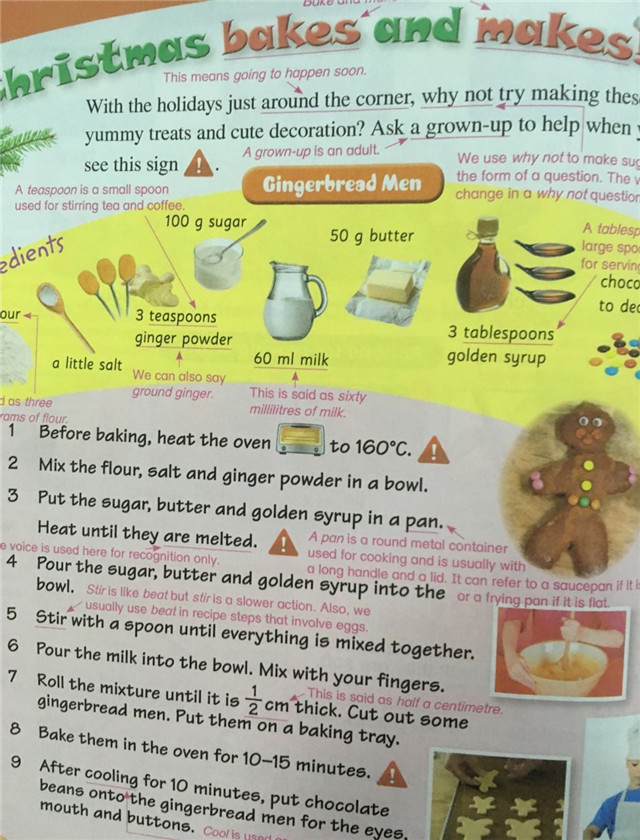 Christmas bakes and makes!
This means going to happen soon.
With the holidays just around the corner, why not try making these
yummy treats and cute decoration? Ask a grown-up to help when
see this sign
A grown-up is an adult.
We use why not to make
the form of a question. The
change in a why not question
Gingerbread Men
A teaspoon is a small spoon
used for stirring tea and coffee.
100 g sugar
50 g butter
A
large
for serving
3 teaspoons
ginger powder
a little salt
60 ml milk
3 tablespoons
golden syrup
to
We can also say
ground ginger.
This is said as sixty
millilitres of milk.
as three
of flour.
1 Before baking, heat the oven to 160°C.
2 Mix the flour, salt and ginger powder in a bowl.
3 Put the sugar, butter and golden syrup in a pan.
Heat until they are melted.
A pan is a round metal container
used for cooking and is usually with
a long handle and a lid. It can refer to a saucepan if it is
or a frying pan if it is flat.
voice is used here for recognition only.
4 Pour the sugar, butter and golden syrup into the
bowl.
Stir is like beat but stir is a slower action. Also, we
usually use beat in recipe steps that involve eggs.
5 Stir with a spoon until everything is mixed together.
6 Pour the milk into the bowl. Mix with your fingers.
7 Roll the mixture until it is 1/2 cm thick. Cut out some
This is said as half a centimetre.
gingerbread men. Put them on a baking tray.
8 Bake them in the oven for 10–15 minutes.
9 After cooling for 10 minutes, put chocolate
beans onto the gingerbread men for the eyes,
mouth and buttons.
Cool is used